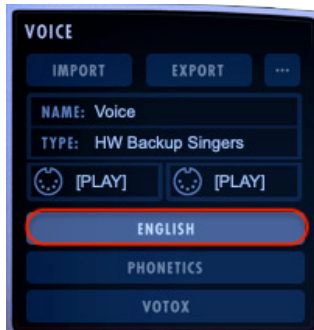 VOICE
IMPORT EXPORT ...
NAME: Voice
TYPE: HW Backup Singers
[PLAY] [PLAY]
ENGLISH
PHONETICS
VOTOX